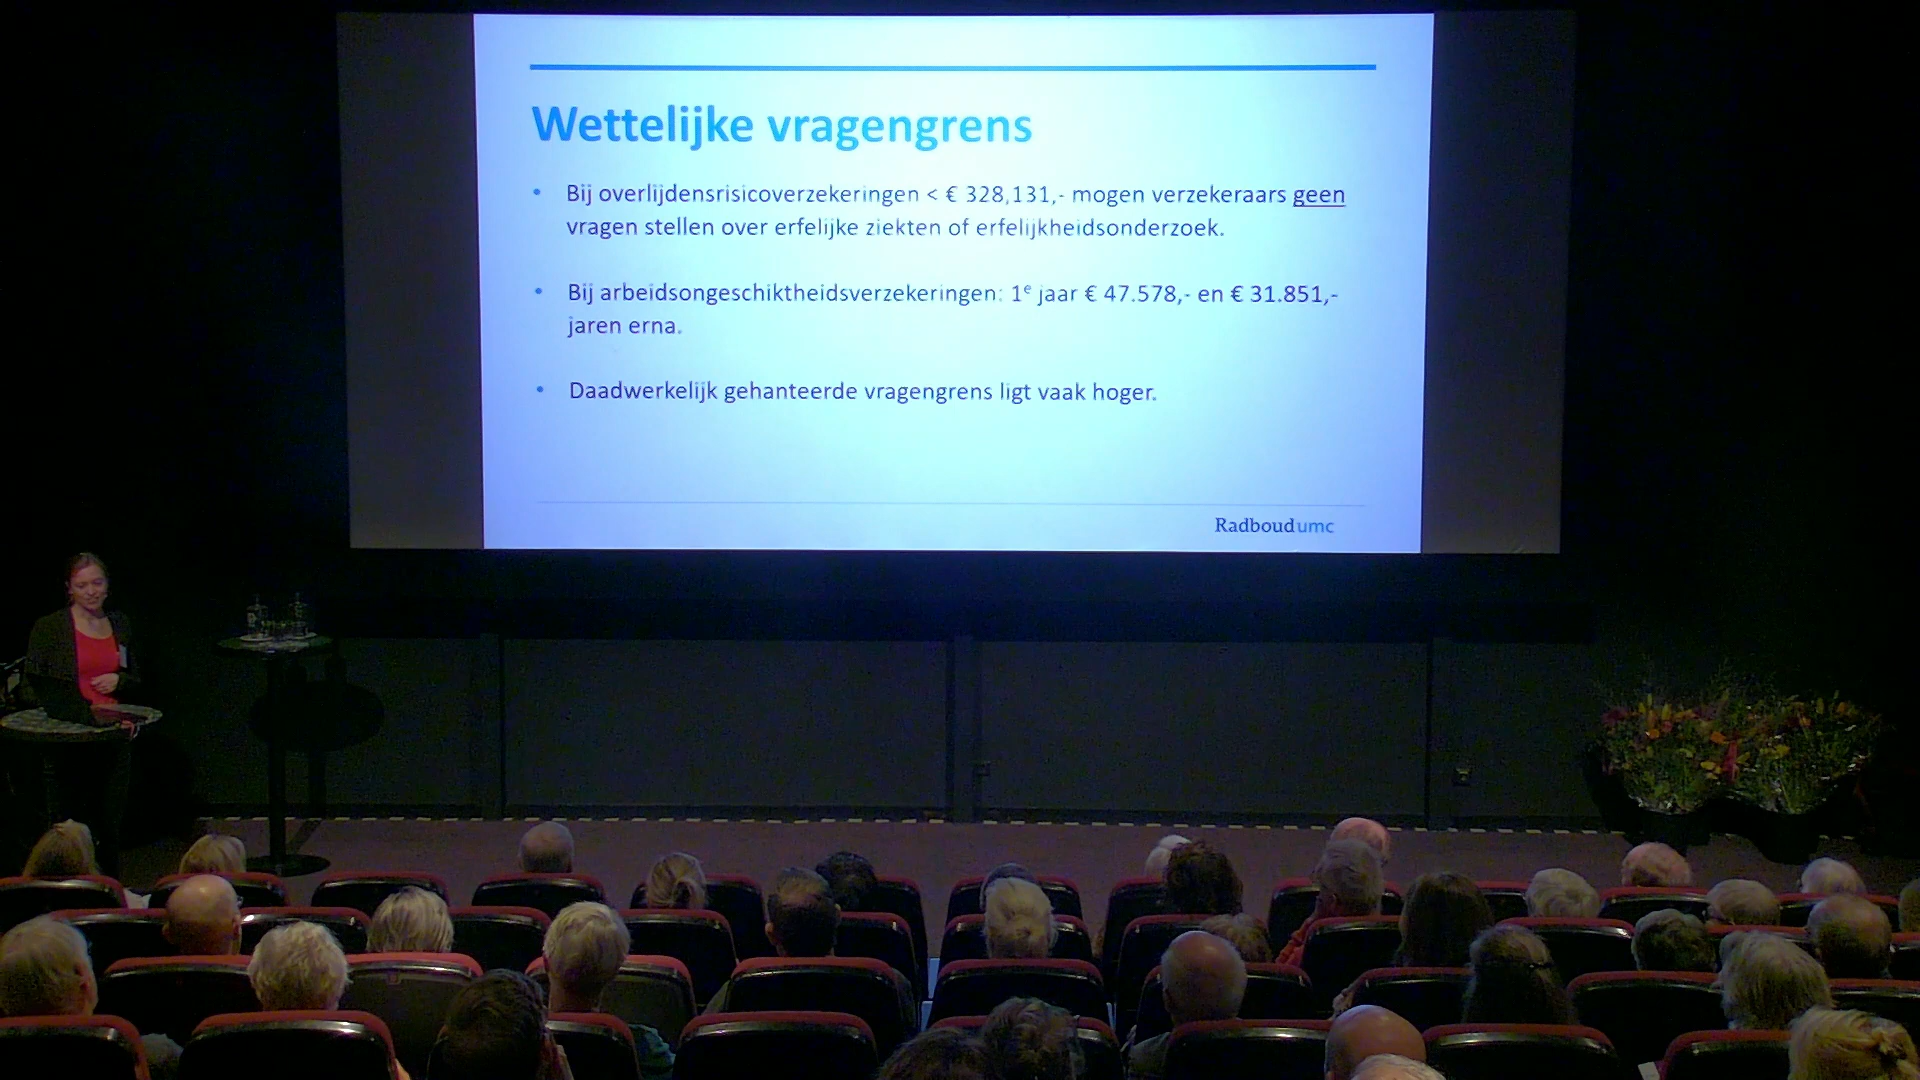 Wettelijke vragengrens
• Bij overlijdensrisicoverzekeringen < € 328,131,- mogen verzekeraars geen
vragen stellen over erfelijke ziekten of erfelijkheidsonderzoek.
• Bij arbeidsongeschiktheidsverzekeringen: 1e jaar € 47.578,- en € 31.851,-
jaren erna.
• Daadwerkelijk gehanteerde vragengrens ligt vaak hoger.
Radboudumc